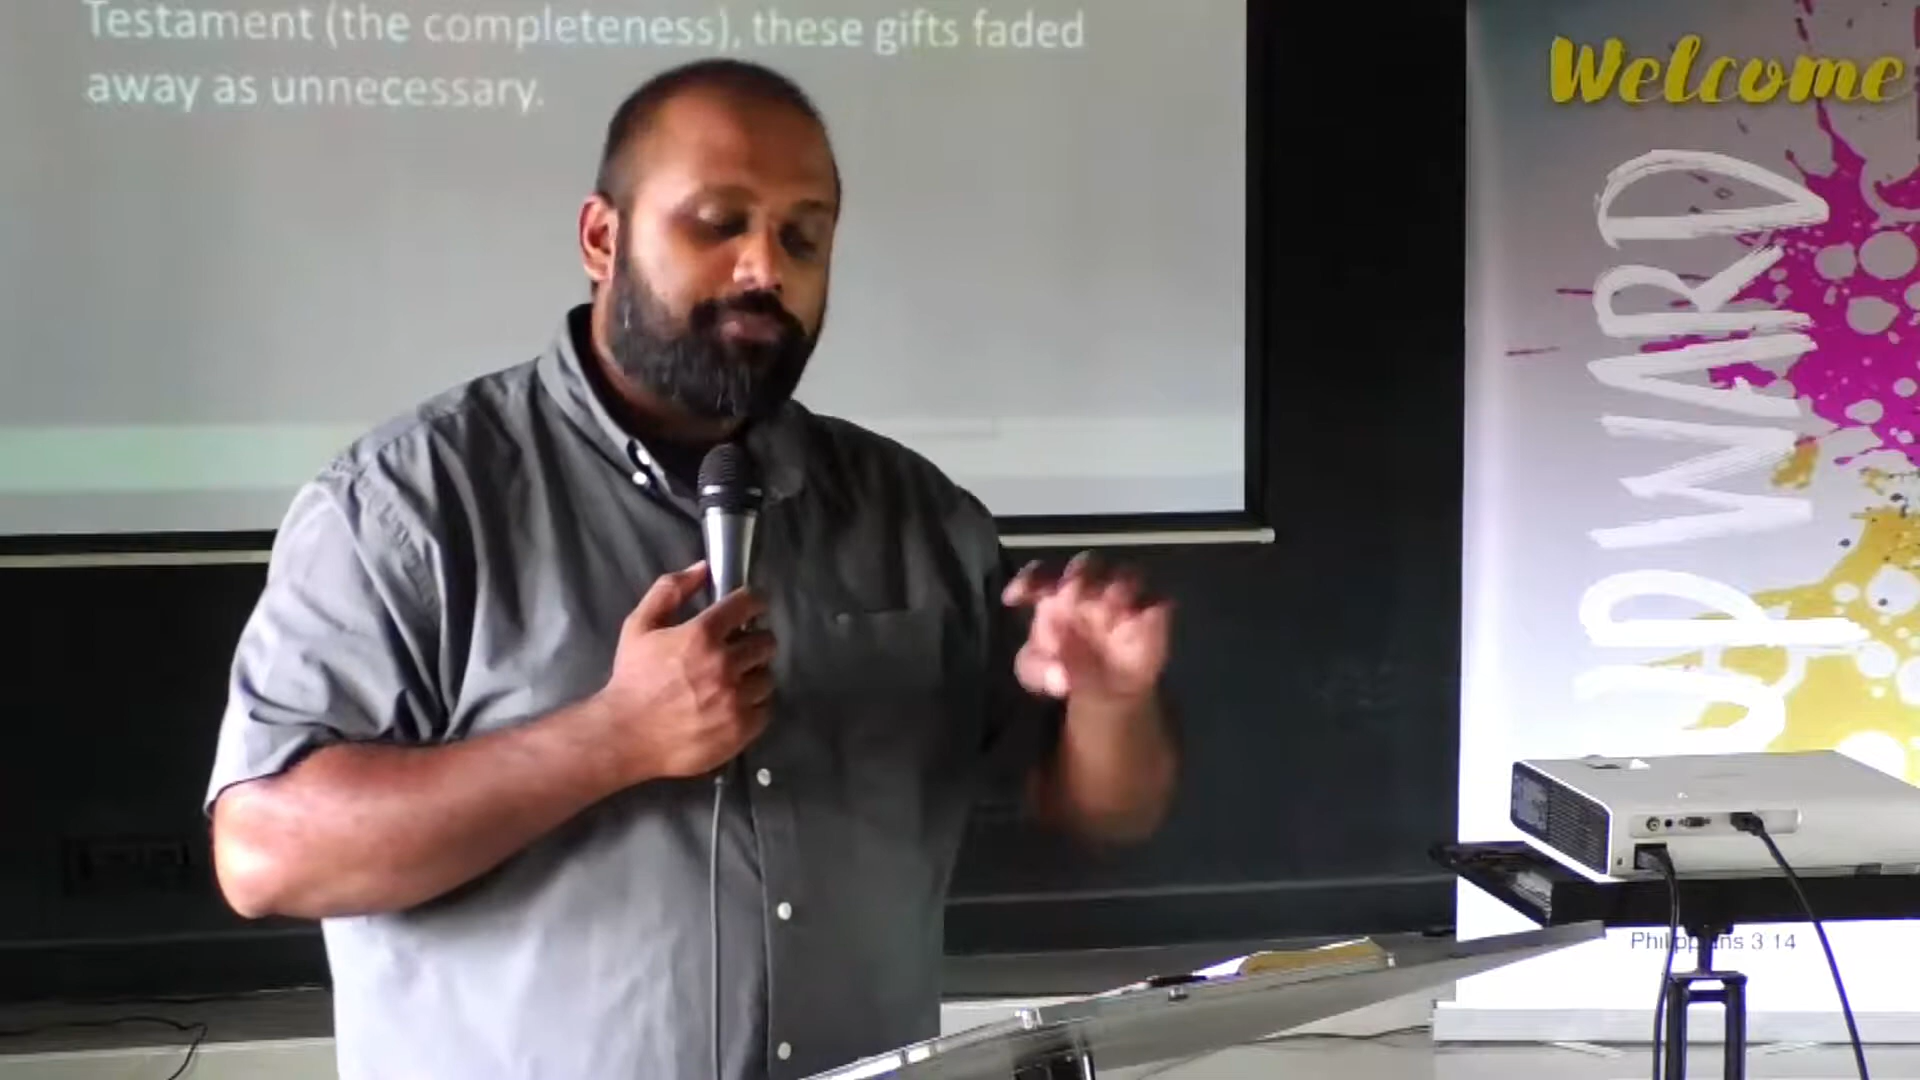 Testament (the completeness), these gifts faded
away as unnecessary.
Welcome
UPWARD
Philippians 3 14